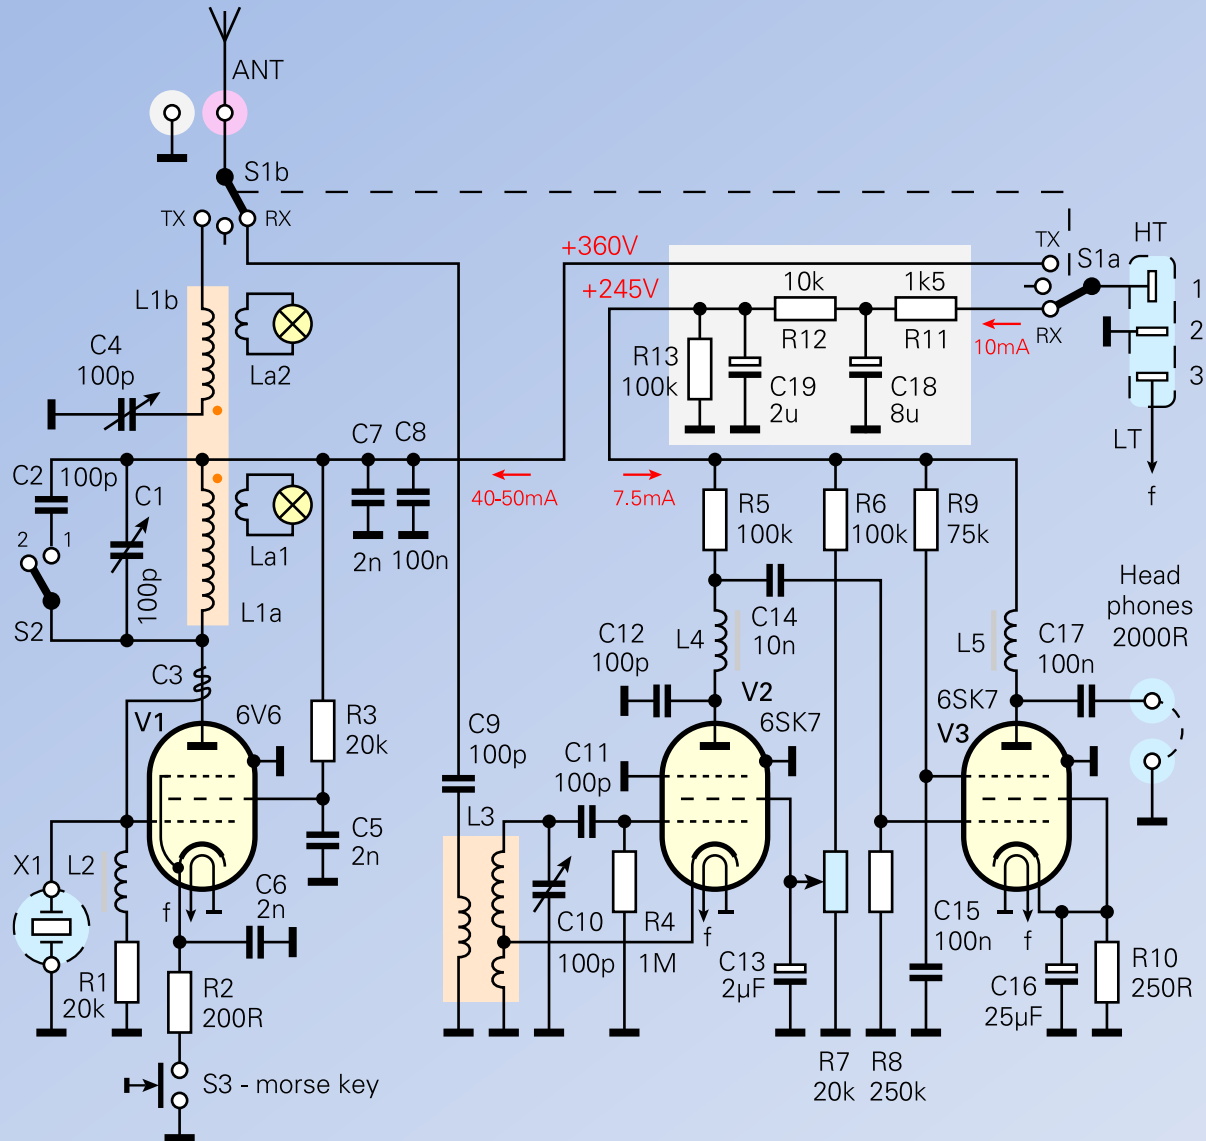 ANT
S1b
TX
RX
+360V
TX
HT
S1a
1
L1b
+245V
10k
1k5
2
C4
100p
R12
R11
RX
10mA
R13
100k
La2
C19
2u
C18
8u
3
LT
f
C7
C8
C2
100p
C1
40-50mA
7.5mA
2
1
100p
La1
2n
100n
R5
100k
R6
100k
R9
75k
S2
L1a
Head
phones
2000R
C14
10n
C12
100p
L4
L5
C17
100n
C3
V1
6V6
R3
20k
V2
6SK7
6SK7
V3
C9
100p
C11
100p
C5
2n
L3
X1
L2
f
C6
2n
C10
100p
R4
1M
f
C15
100n
f
C13
2µF
R1
20k
R2
200R
C16
25µF
R10
250R
R7
20k
R8
250k
S3 - morse key